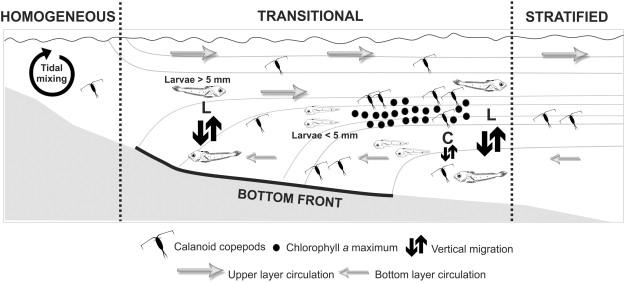 HOMOGENEOUS TRANSITIONAL STRATIFIED
Tidal
mixing
Larvae > 5 mm
L
L
Larvae < 5 mm
C
BOTTOM FRONT
Calanoid copepods Chlorophyll a maximum Vertical migration
Upper layer circulation Bottom layer circulation